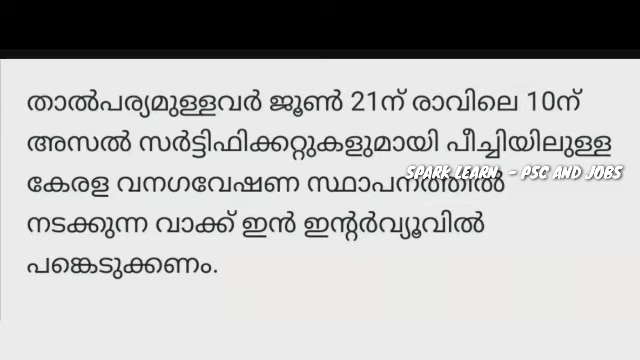 താൽപര്യമുള്ളവർ ജൂൺ 21ന് രാവിലെ 10ന്
അസൽ സർട്ടിഫിക്കറ്റുകളുമായി പീച്ചിയിലുള്ള
SPARK LEARN - PSC AND JOBS
കേരള വനഗവേഷണ സ്ഥാപനത്തിൽ
നടക്കുന്ന വാക്ക് ഇൻ ഇന്റർവ്യൂവിൽ
പങ്കെടുക്കണം.